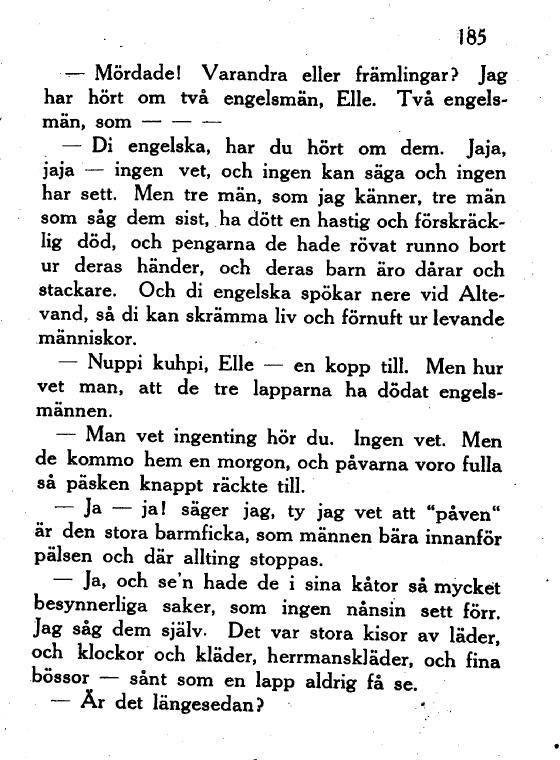 185
— Mördade! Varandra eller främlingar? Jag
har hört om två engelsmän, Elle. Två engels-
män, som — — —
— Di engelska, har du hört om dem. Jaja,
jaja — ingen vet, och ingen kan säga och ingen
har sett. Men tre män, som jag känner, tre män
som såg dem sist, ha dött en hastig och förskräck-
lig död, och pengarna de hade rövat runno bort
ur deras händer, och deras barn äro dårar och
stackare. Och di engelska spökar nere vid Alte-
vand, så di kan skrämma liv och förnuft ur levande
människor.
— Nuppi kuhpi, Elle — en kopp till. Men hur
vet man, att de tre lapparna ha dödat engels-
männen.
— Man vet ingenting hör du. Ingen vet. Men
de kommo hem en morgon, och påvarna voro fulla
så päsken knappt räckte till.
— Ja — ja! säger jag, ty jag vet att “påven“
är den stora barmficka, som männen bära innanför
pälsen och där allting stoppas.
— Ja, och se'n hade de i sina kåtor så mycket
besynnerliga saker, som ingen nånsin sett förr.
Jag såg dem själv. Det var stora kisor av läder,
och klockor och kläder, herrmanskläder, och fina
bössor — sånt som en lapp aldrig få se.
— Är det längesedan?